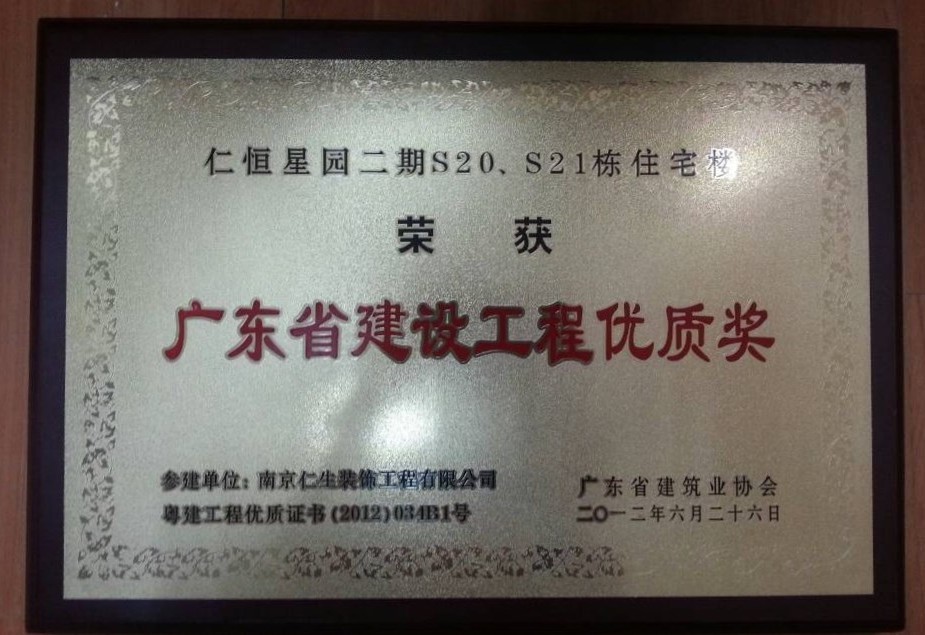 仁恒星园二期S20、S21栋住宅楼
荣获
广东省建设工程优质奖
参建单位：南京仁生装饰工程有限公司
粤建工程优质证书(2012)034B1号
广东省建筑业协会
二〇一二年六月二十六日